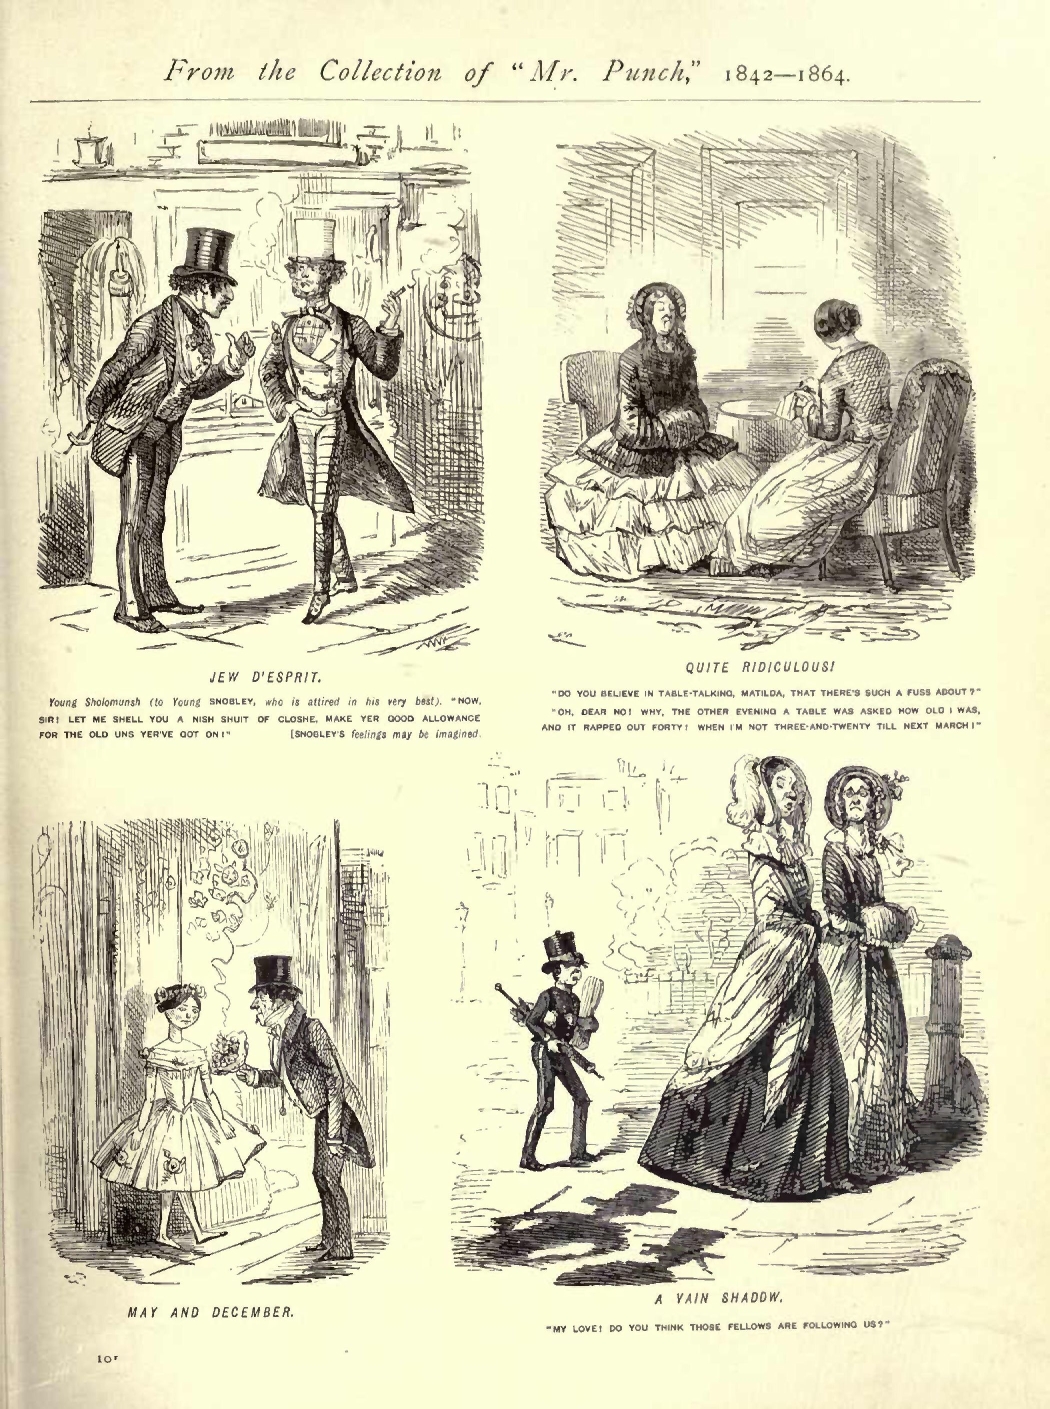 From the Collection of “Mr. Punch,” 1842—1864.
JEW D'ESPRIT.
Young Sholomunsh (to Young SNOBLEY, who is attired in his very best). “NOW,
SIR! LET ME SHELL YOU A NISH SHUIT OF CLOSHE, MAKE YER GOOD ALLOWANCE
FOR THE OLD UNS YER'VE GOT ON!” [SNOBLEY'S feelings may be imagined.
QUITE RIDICULOUS!
“DO YOU BELIEVE IN TABLE-TALKING, MATILDA, THAT THERE'S SUCH A FUSS ABOUT?”
“OH, DEAR NO! WHY, THE OTHER EVENING A TABLE WAS ASKED HOW OLD I WAS,
AND IT RAPPED OUT FORTY! WHEN I'M NOT THREE-AND-TWENTY TILL NEXT MARCH!”
MAY AND DECEMBER.
A VAIN SHADOW.
“MY LOVE! DO YOU THINK THOSE FELLOWS ARE FOLLOWING US?”
10*